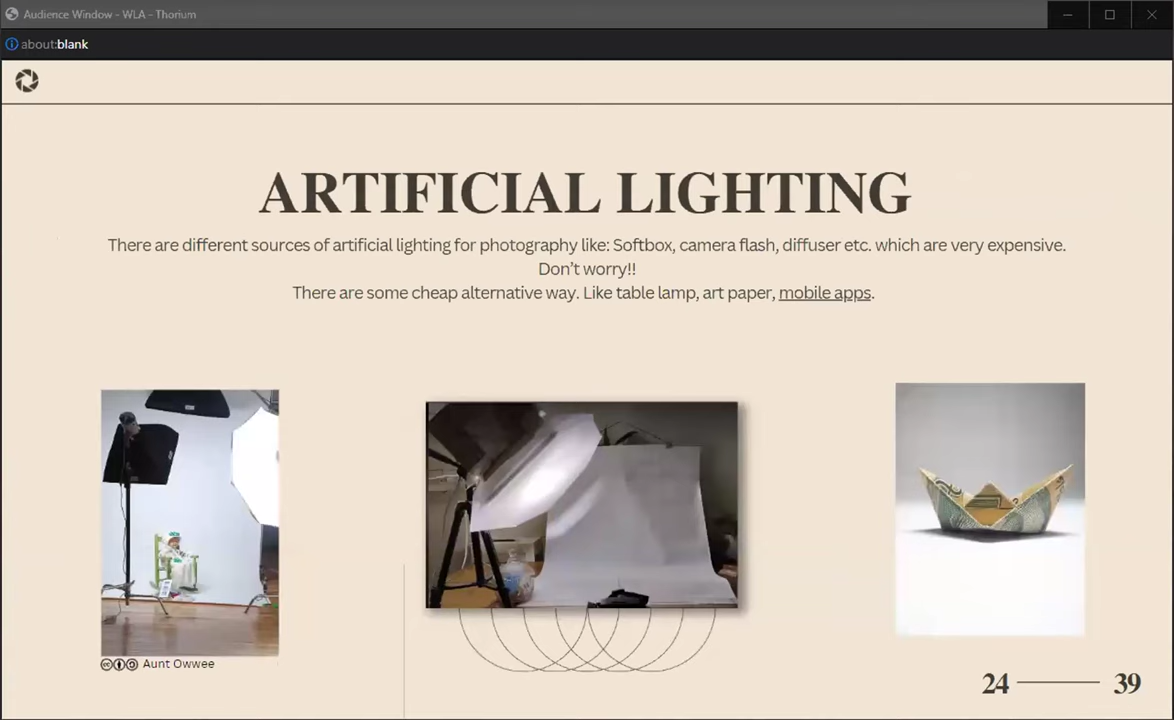 Audience Window - WLA - Thorium
about:blank
ARTIFICIAL LIGHTING
There are different sources of artificial lighting for photography like: Softbox, camera flash, diffuser etc. which are very expensive.
Don't worry!!
There are some cheap alternative way. Like table lamp, art paper, mobile apps.
Aunt Owwee
24
39